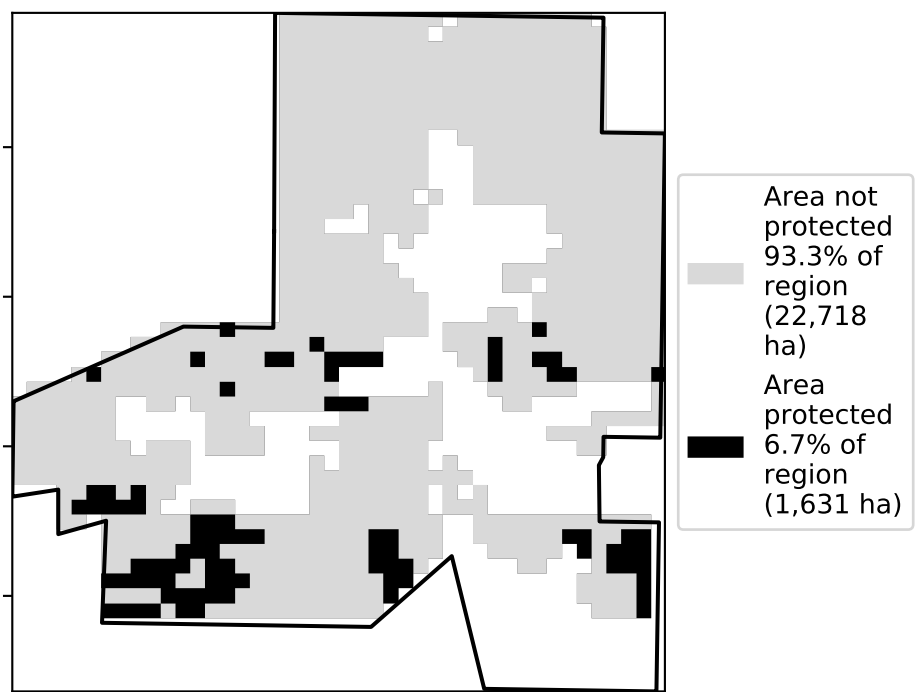 Area not
protected
93.3% of
region
(22,718
ha)
Area
protected
6.7% of
region
(1,631 ha)